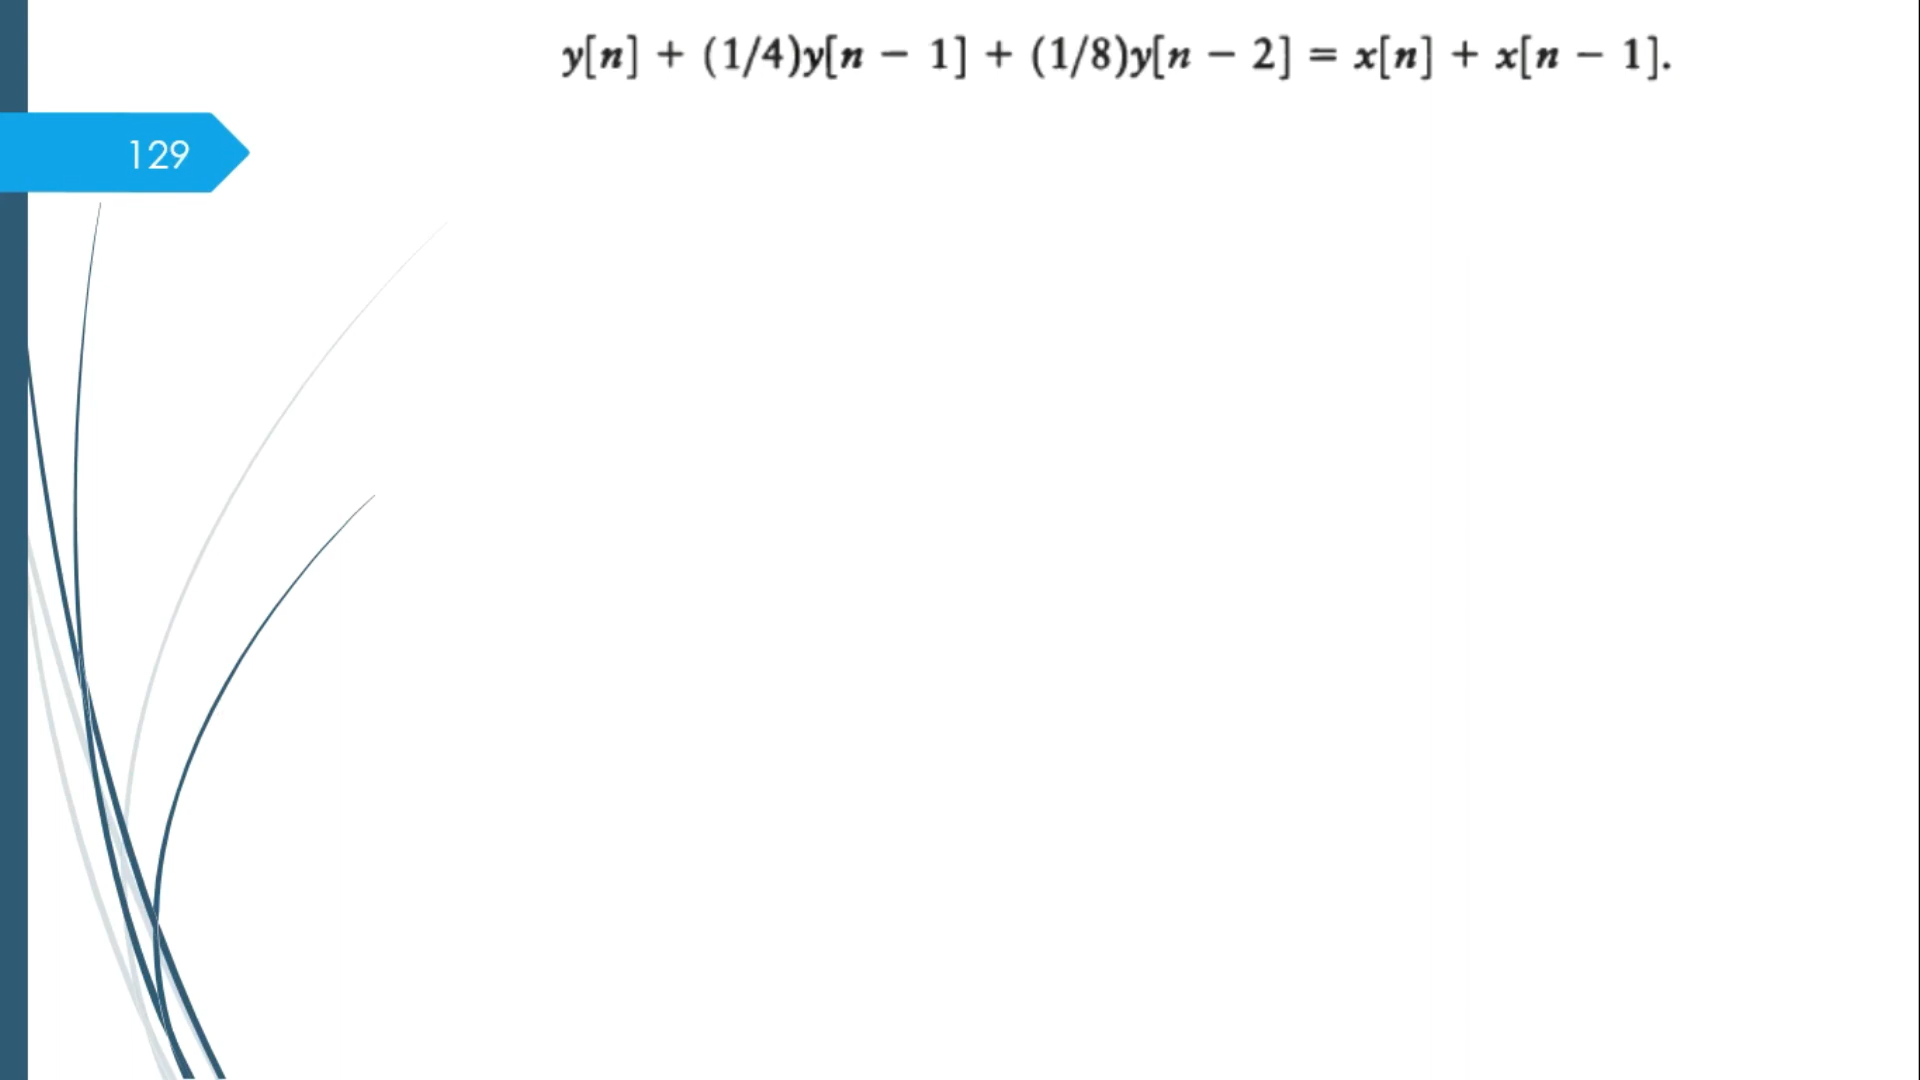 y[n] + (1/4)y[n − 1] + (1/8)y[n − 2] = x[n] + x[n − 1].
129